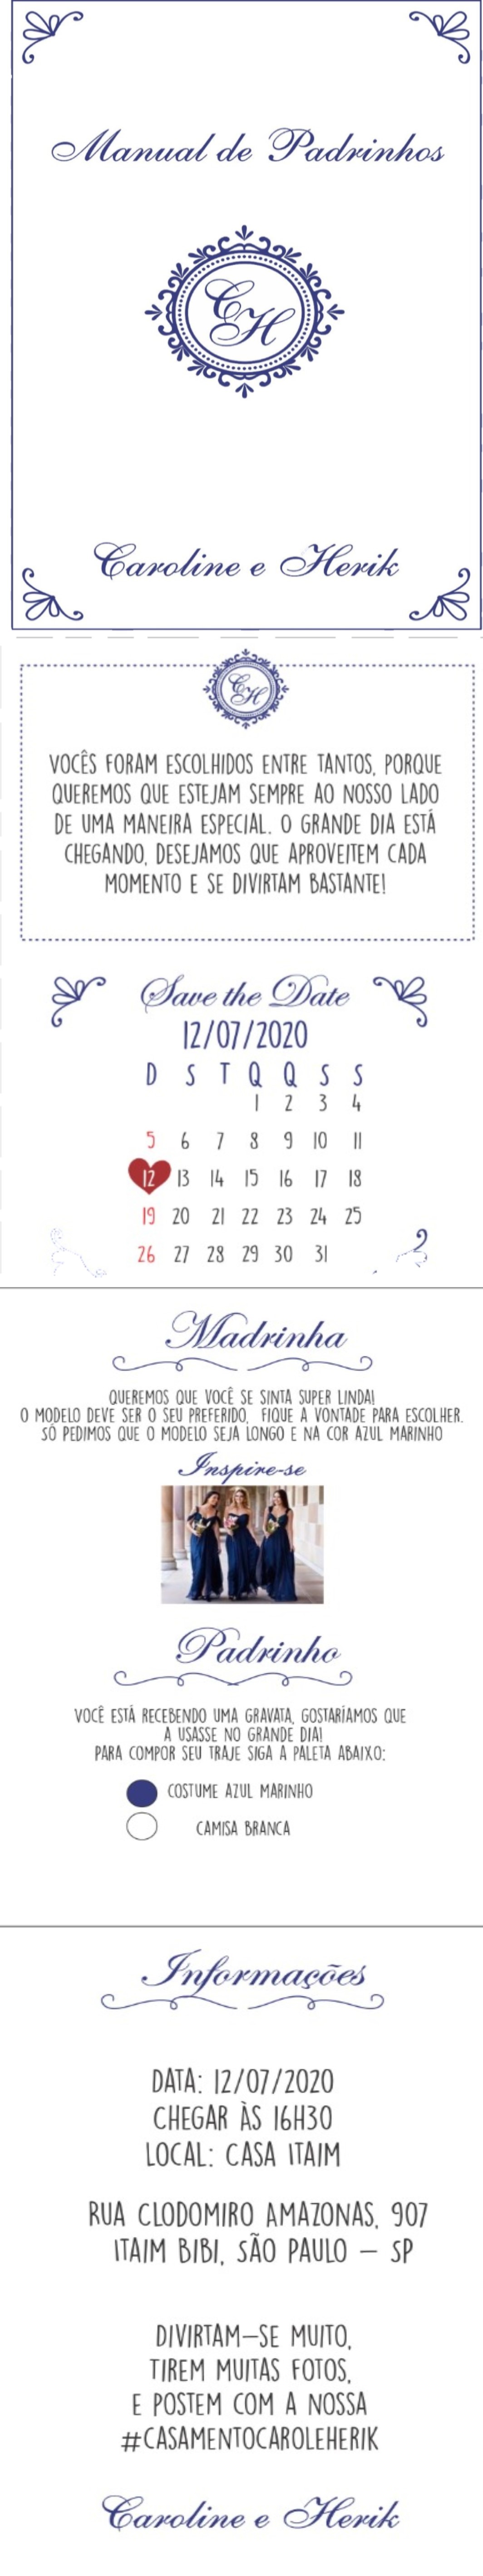 Manual de Padrinhos
CH
Caroline e Herik
CH
VOCÊS FORAM ESCOLHIDOS ENTRE TANTOS, PORQUE
QUEREMOS QUE ESTEJAM SEMPRE AO NOSSO LADO
DE UMA MANEIRA ESPECIAL. O GRANDE DIA ESTÁ
CHEGANDO, DESEJAMOS QUE APROVEITEM CADA
MOMENTO E SE DIVIRTAM BASTANTE!
Save the Date
12/07/2020
D S T Q Q S S
1 2 3 4
5 6 7 8 9 10 11
12 13 14 15 16 17 18
19 20 21 22 23 24 25
26 27 28 29 30 31
Madrinha
QUEREMOS QUE VOCÊ SE SINTA SUPER LINDA!
O MODELO DEVE SER O SEU PREFERIDO, FIQUE A VONTADE PARA ESCOLHER.
SÓ PEDIMOS QUE O MODELO SEJA LONGO E NA COR AZUL MARINHO
Inspire-se
Padrinho
VOCÊ ESTÁ RECEBENDO UMA GRAVATA, GOSTARÍAMOS QUE
A USASSE NO GRANDE DIA!
PARA COMPOR SEU TRAJE SIGA A PALETA ABAIXO:
COSTUME AZUL MARINHO
CAMISA BRANCA
Informações
DATA: 12/07/2020
CHEGAR ÀS 16H30
LOCAL: CASA ITAIM
RUA CLODOMIRO AMAZONAS, 907
ITAIM BIBI, SÃO PAULO – SP
DIVIRTAM-SE MUITO,
TIREM MUITAS FOTOS,
E POSTEM COM A NOSSA
#CASAMENTOCAROLEHERIK
Caroline e Herik